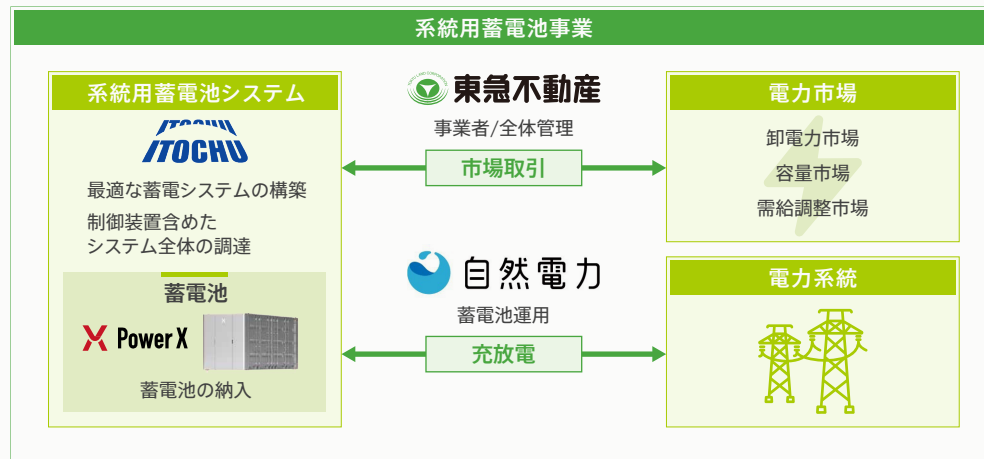 系統用蓄電池事業
系統用蓄電池システム
ITOCHU
ITOCHU
最適な蓄電システムの構築
制御装置含めた
システム全体の調達
蓄電池
Power X
蓄電池の納入
東急不動産
事業者/全体管理
市場取引
自然電力
蓄電池運用
充放電
電力市場
卸電力市場
容量市場
需給調整市場
電力系統